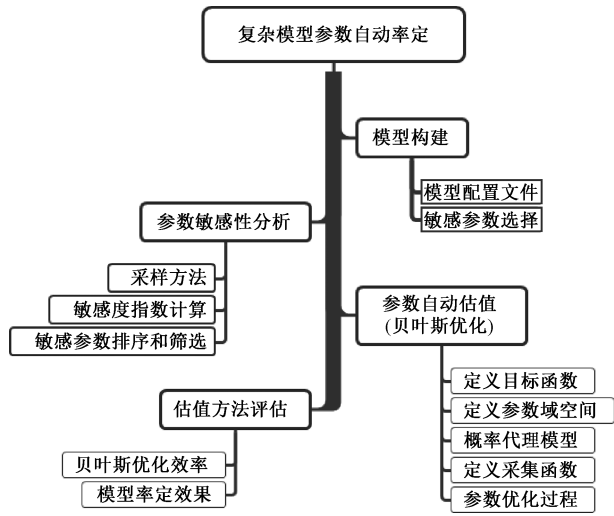 复杂模型参数自动率定
模型构建
模型配置文件
敏感参数选择
参数敏感性分析
采样方法
敏感度指数计算
敏感参数排序和筛选
参数自动估值
(贝叶斯优化)
定义目标函数
定义参数域空间
概率代理模型
定义采集函数
参数优化过程
估值方法评估
贝叶斯优化效率
模型率定效果